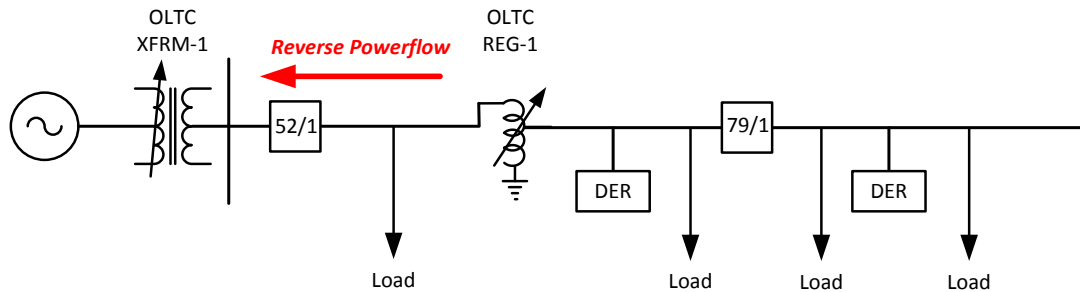 OLTC
XFRM-1
Reverse Powerflow
OLTC
REG-1
52/1
79/1
DER
DER
Load
Load
Load
Load